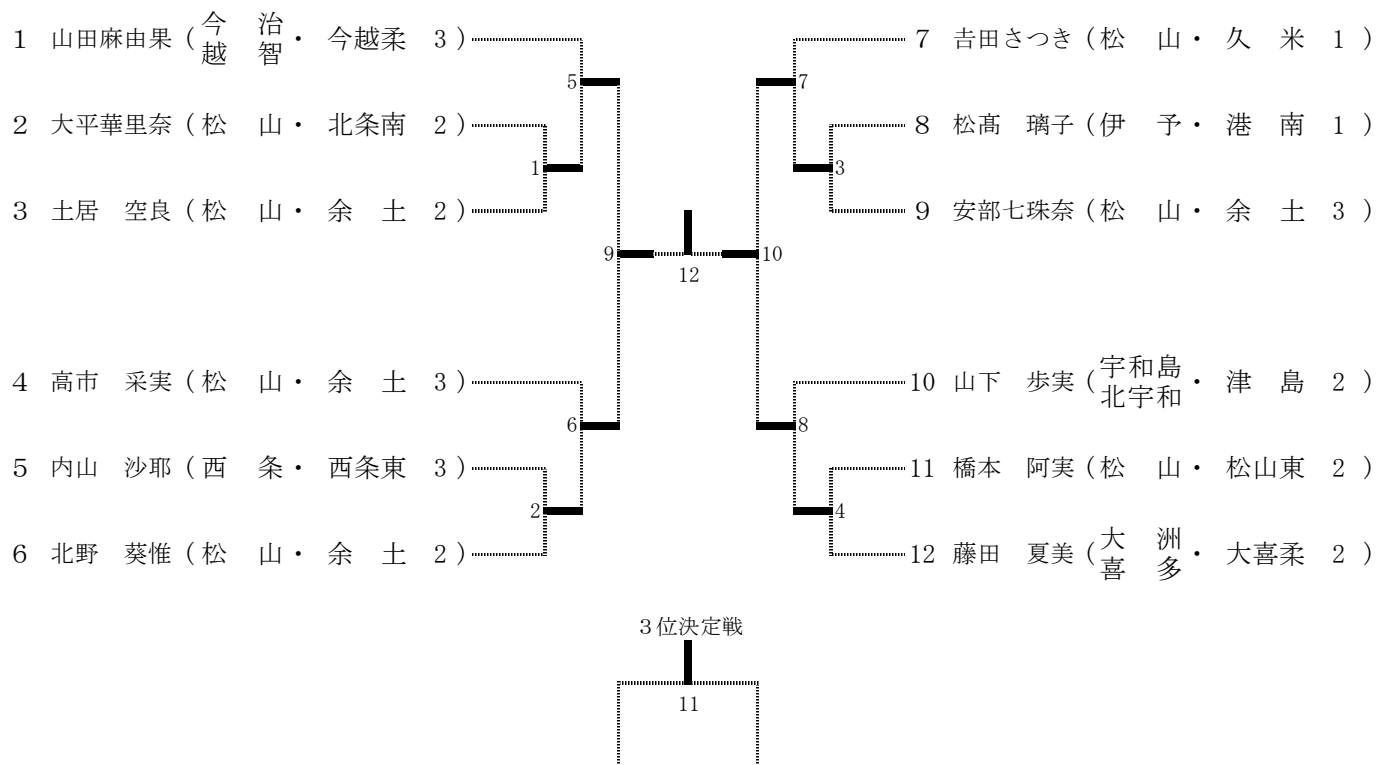 1 山田麻由果 ( 今治越智 ・ 今越柔 3 )
5
2 大平華里奈 ( 松山 ・ 北条南 2 )
1
3 土居 空良 ( 松山 ・ 余土 2 )
9
4 高市 采実 ( 松山 ・ 余土 3 )
6
5 内山 沙耶 ( 西条 ・ 西条東 3 )
2
6 北野 葵惟 ( 松山 ・ 余土 2 )
12
7 𠮷田さつき ( 松山 ・ 久米 1 )
7
8 松髙 璃子 ( 伊予 ・ 港南 1 )
3
9 安部七珠奈 ( 松山 ・ 余土 3 )
10
10 山下 歩実 ( 宇和島北宇和 ・ 津島 2 )
8
11 橋本 阿実 ( 松山 ・ 松山東 2 )
4
12 藤田 夏美 ( 大洲喜多 ・ 大喜柔 2 )
3位決定戦
11